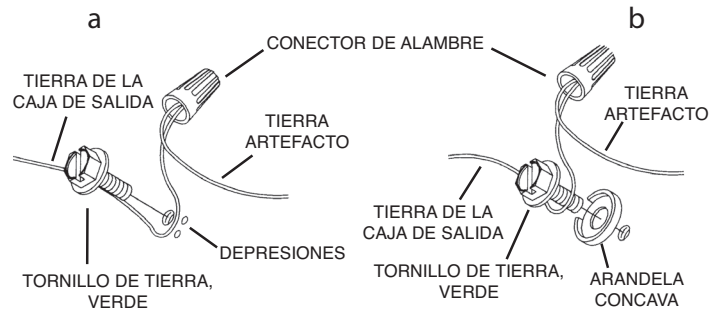 a
CONECTOR DE ALAMBRE
TIERRA DE LA
CAJA DE SALIDA
TIERRA
ARTEFACTO
DEPRESIONES
TORNILLO DE TIERRA,
VERDE
b
TIERRA
ARTEFACTO
TIERRA DE LA
CAJA DE SALIDA
TORNILLO DE TIERRA,
VERDE
ARANDELA
CONCAVA